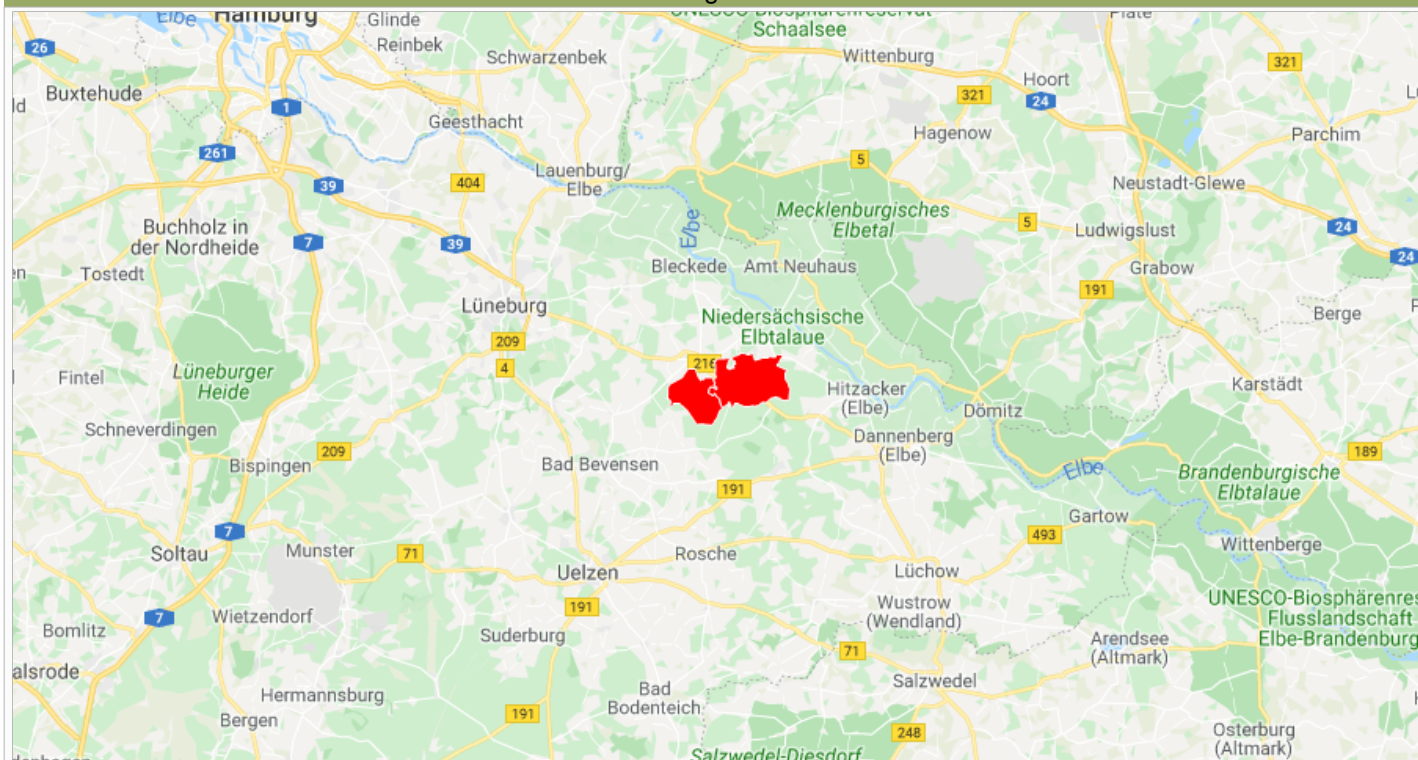 Elbe
Hamburg
Glinde
Schaalsee
26
Reinbek
Schwarzenbek
Wittenburg
321
Buxtehude
1
Hoort
321
24
Geesthacht
Hagenow
Parchim
261
5
39
404
Lauenburg/
Elbe
Neustadt-Glewe
Mecklenburgisches
Elbetal
Buchholz in
der Nordheide
7
39
Elbe
5
Ludwigslust
24
24
Tostedt
Bleckede
Amt Neuhaus
Grabow
191
Lüneburg
Niedersächsische
Elbtalaue
Berge
209
4
216
Fintel
Lüneburger
Heide
Hitzacker
(Elbe)
Karstädt
Dömitz
Schneverdingen
209
Dannenberg
(Elbe)
189
Bispingen
Bad Bevensen
Elbe
Brandenburgische
Elbtalaue
191
Gartow
7
493
Soltau
Munster
71
Rosche
Wittenberge
Uelzen
Lüchow
7
Wietzendorf
191
Wustrow
(Wendland)
UNESCO-Biosphärenres
Flusslandschaft
Elbe-Brandenburg
Bomlitz
Suderburg
71
Arendsee
(Altmark)
alsrode
Hermannsburg
Bad
Bodenteich
Salzwedel
Bergen
191
248
Osterburg
(Altmark)
Salzwedel-Diesdorf